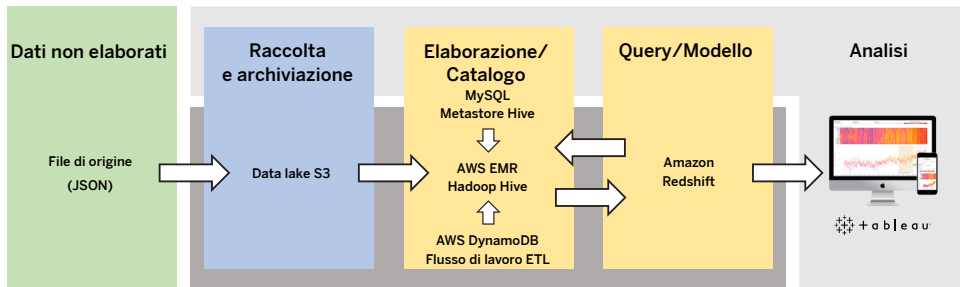 Dati non elaborati
File di origine
(JSON)
Raccolta
e archiviazione
Data lake S3
Elaborazione/
Catalogo
MySQL
Metastore Hive
AWS EMR
Hadoop Hive
AWS DynamoDB
Flusso di lavoro ETL
Query/Modello
Amazon
Redshift
Analisi
+ableau